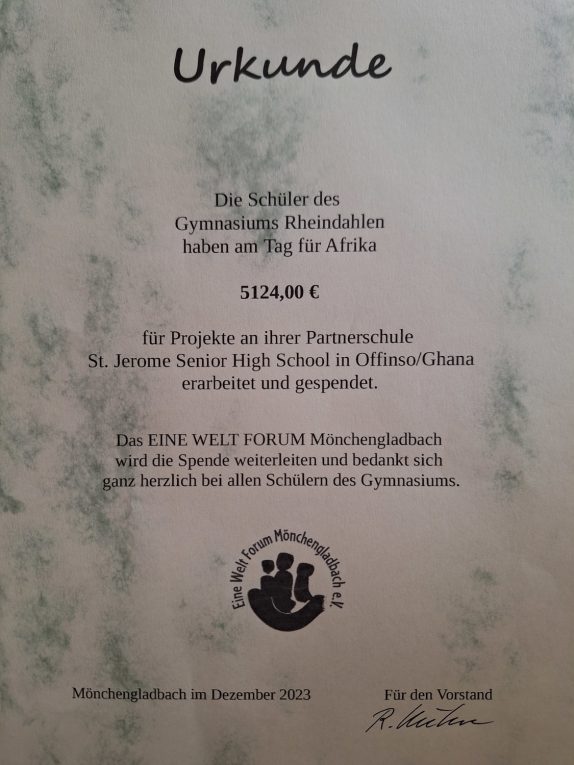 Urkunde
Die Schüler des
Gymnasiums Rheindahlen
haben am Tag für Afrika
5124,00 €
für Projekte an ihrer Partnerschule
St. Jerome Senior High School in Offinso/Ghana
erarbeitet und gespendet.
Das EINE WELT FORUM Mönchengladbach
wird die Spende weiterleiten und bedankt sich
ganz herzlich bei allen Schülern des Gymnasiums.
Eine Welt Forum Mönchengladbach e.V.
Mönchengladbach im Dezember 2023
Für den Vorstand